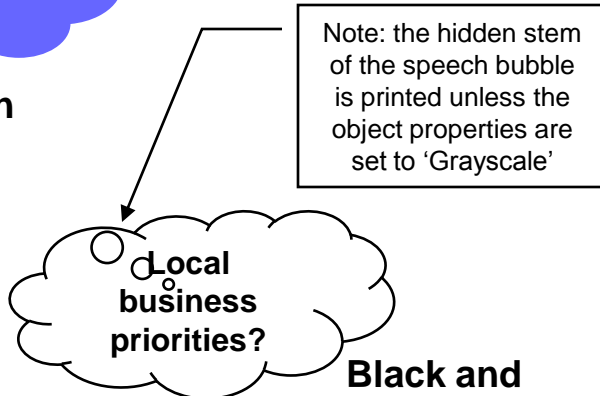 Note: the hidden stem
of the speech bubble
is printed unless the
object properties are
set to ‘Grayscale’
n
Local
business
priorities?
Black and